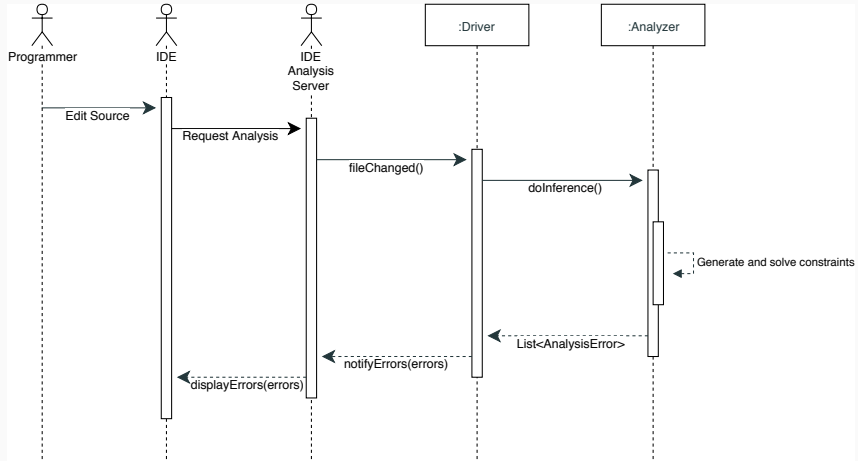 :Driver
:Analyzer
Programmer
IDE
IDE
Analysis
Server
Edit Source
Request Analysis
fileChanged()
doInference()
Generate and solve constraints
List<AnalysisError>
notifyErrors(errors)
displayErrors(errors)